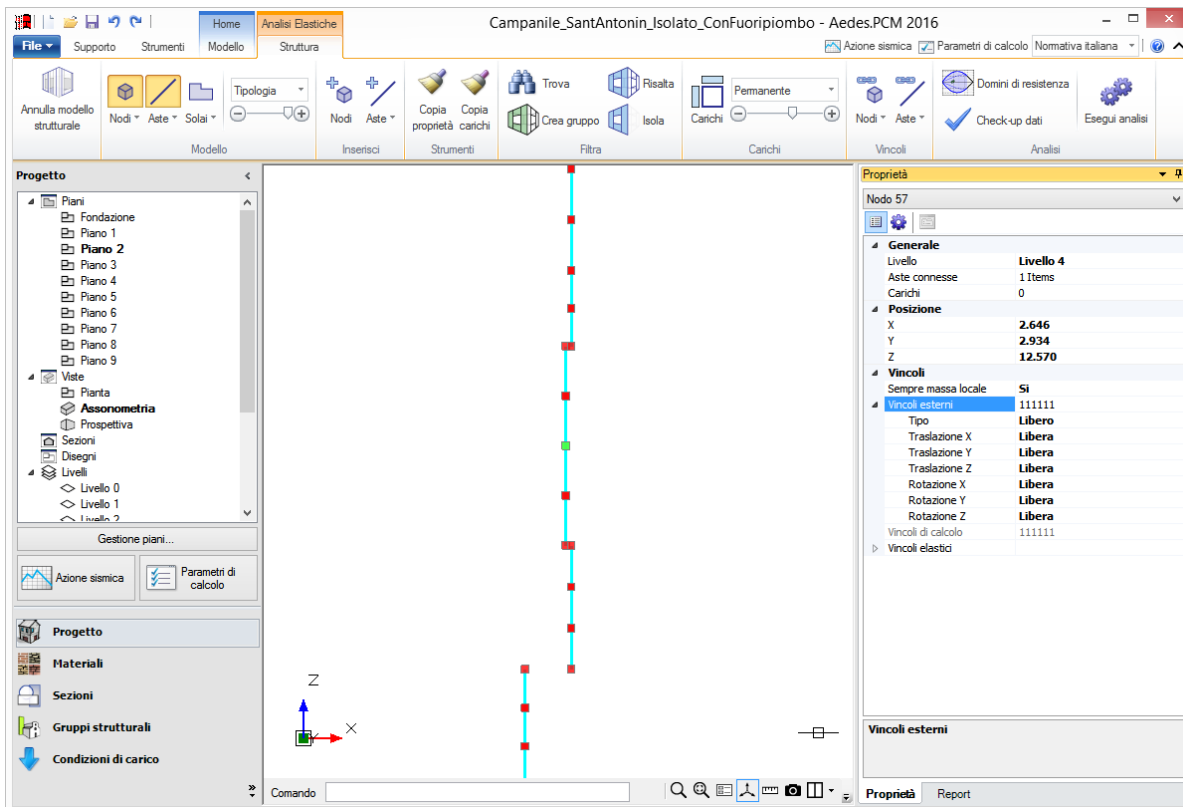 Campanile_SantAntonin_Isolato_ConFuoripiombo - Aedes.PCM 2016
Home
Analisi Elastiche
File
Supporto
Strumenti
Modello
Struttura
Azione sismica
Parametri di calcolo
Normativa italiana
Annulla modello
strutturale
Nodi
Aste
Solai
Tipologia
Nodi
Aste
Copia
proprietà
Copia
carichi
Trova
Crea gruppo
Risalta
Isola
Carichi
Permanente
Nodi
Aste
Domini di resistenza
Check-up dati
Esegui analisi
Modello
Inserisci
Strumenti
Filtra
Carichi
Vincoli
Analisi
Progetto
Piani
Fondazione
Piano 1
Piano 2
Piano 3
Piano 4
Piano 5
Piano 6
Piano 7
Piano 8
Piano 9
Viste
Pianta
Assonometria
Prospettiva
Sezioni
Disegni
Livelli
Livello 0
Livello 1
Livello 2
Gestione piani...
Azione sismica
Parametri di
calcolo
Progetto
Materiali
Sezioni
Gruppi strutturali
Condizioni di carico
Z
X
Y
Comando
Proprietà
Nodo 57
Generale
Livello Livello 4
Aste connesse 1 Items
Carichi 0
Posizione
X 2.646
Y 2.934
Z 12.570
Vincoli
Sempre massa locale Sì
Vincoli esterni 111111
Tipo Libero
Traslazione X Libera
Traslazione Y Libera
Traslazione Z Libera
Rotazione X Libera
Rotazione Y Libera
Rotazione Z Libera
Vincoli di calcolo 111111
Vincoli elastici
Vincoli esterni
Proprietà
Report